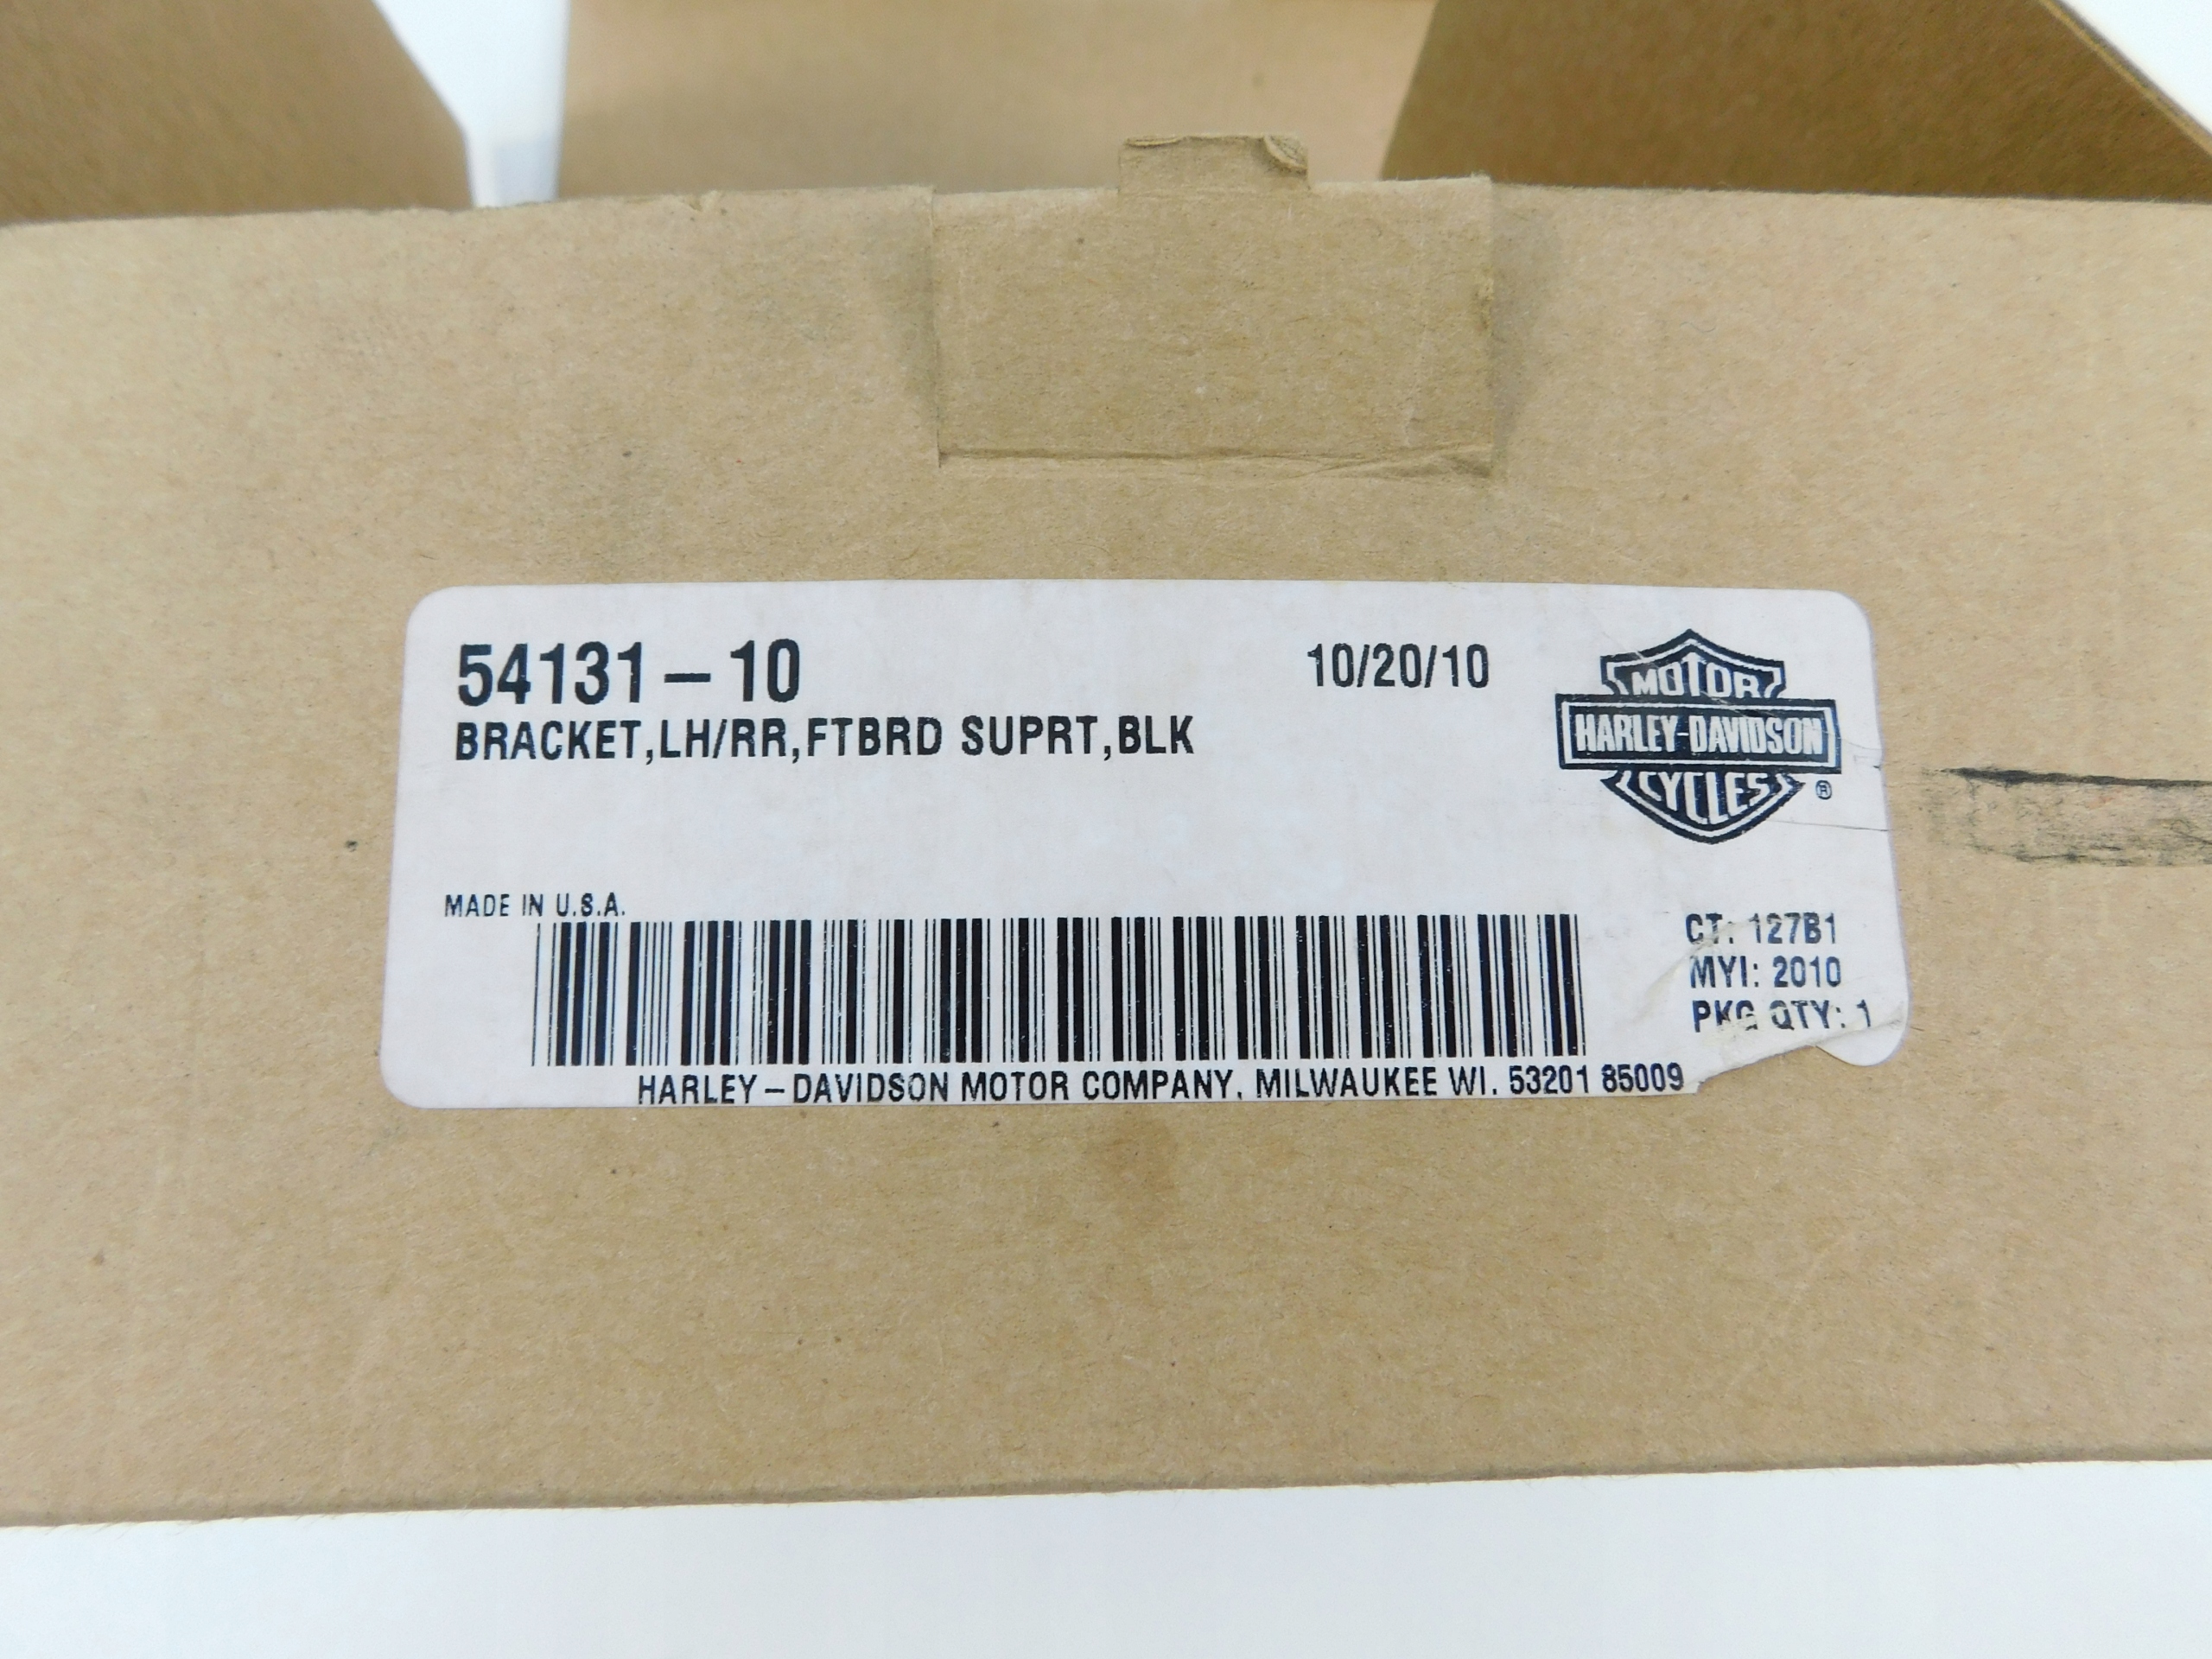 54131-10
10/20/10
BRACKET,LH/RR,FTBRD SUPRT,BLK
MOTOR
HARLEY-DAVIDSON
CYCLES
®
MADE IN U.S.A.
CT: 127B1
MYI: 2010
PKG QTY: 1
HARLEY-DAVIDSON MOTOR COMPANY. MILWAUKEE WI. 53201 85009